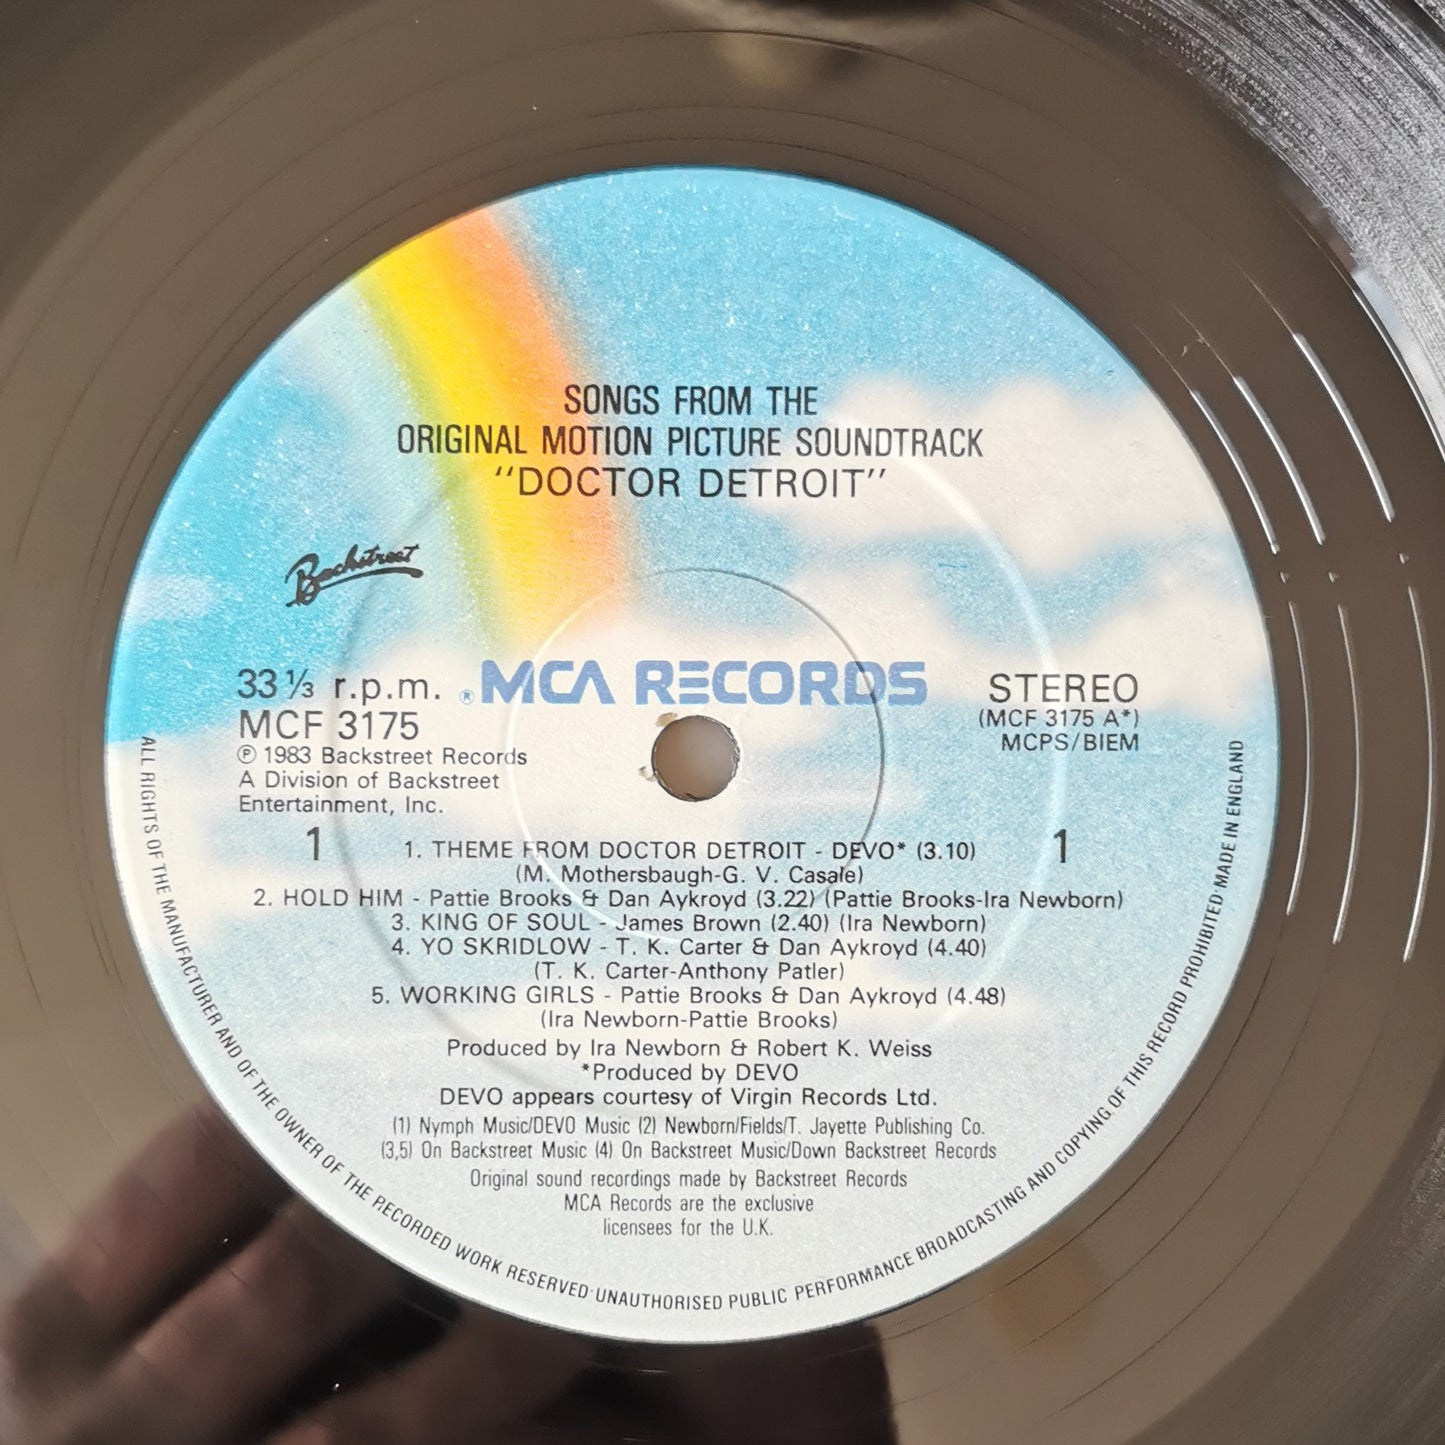 SONGS FROM THE
ORIGINAL MOTION PICTURE SOUNDTRACK
"DOCTOR DETROIT"
Backstreet
33 ⅓ r.p.m.
® MCA RECORDS
STEREO
MCF 3175
(MCF 3175 A*)
MCPS/BIEM
℗ 1983 Backstreet Records
A Division of Backstreet
Entertainment, Inc.
1
1
1. THEME FROM DOCTOR DETROIT - DEVO* (3.10)
(M. Mothersbaugh-G. V. Casale)
2. HOLD HIM - Pattie Brooks & Dan Aykroyd (3.22) (Pattie Brooks-Ira Newborn)
3. KING OF SOUL - James Brown (2.40) (Ira Newborn)
4. YO SKRIDLOW - T. K. Carter & Dan Aykroyd (4.40)
(T. K. Carter-Anthony Patler)
5. WORKING GIRLS - Pattie Brooks & Dan Aykroyd (4.48)
(Ira Newborn-Pattie Brooks)
Produced by Ira Newborn & Robert K. Weiss
*Produced by DEVO
DEVO appears courtesy of Virgin Records Ltd.
(1) Nymph Music/DEVO Music (2) Newborn/Fields/T. Jayette Publishing Co.
(3,5) On Backstreet Music (4) On Backstreet Music/Down Backstreet Records
Original sound recordings made by Backstreet Records
MCA Records are the exclusive
licensees for the U.K.
ALL RIGHTS OF THE MANUFACTURER AND OF THE OWNER OF THE RECORDED WORK RESERVED·UNAUTHORISED PUBLIC PERFORMANCE BROADCASTING AND COPYING OF THIS RECORD PROHIBITED·MADE IN ENGLAND